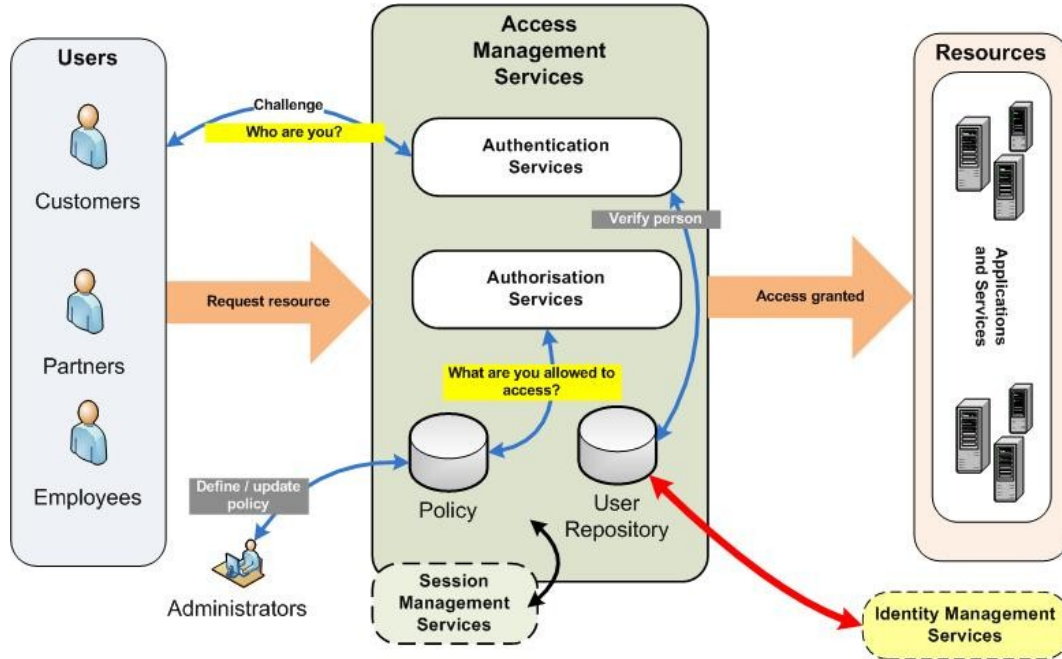 Users
Customers
Partners
Employees
Challenge
Who are you?
Request resource
Define / update
policy
Administrators
Access
Management
Services
Authentication
Services
Verify person
Authorisation
Services
What are you allowed to
access?
Policy
User
Repository
Session
Management
Services
Access granted
Resources
Applications
and Services
Identity Management
Services